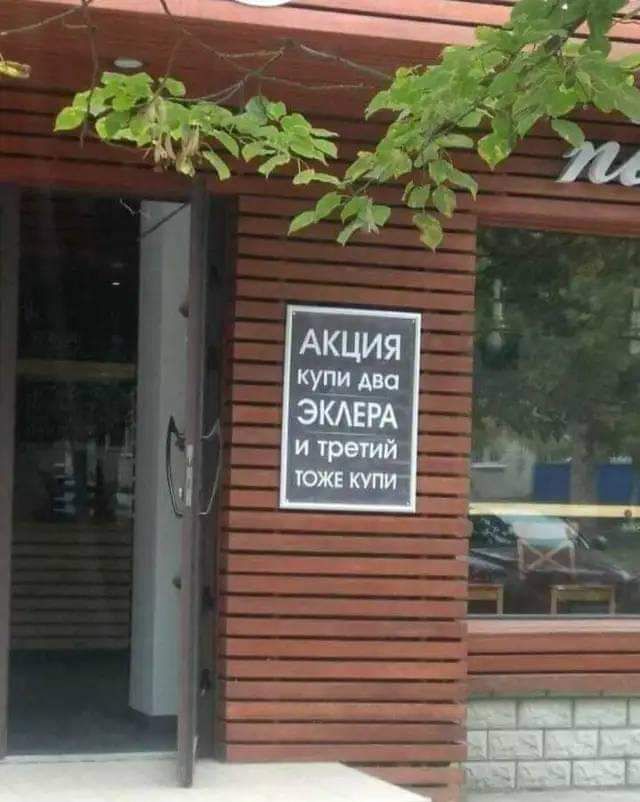 АКЦИЯ
купи два
ЭКЛЕРА
и третий
ТОЖЕ КУПИ